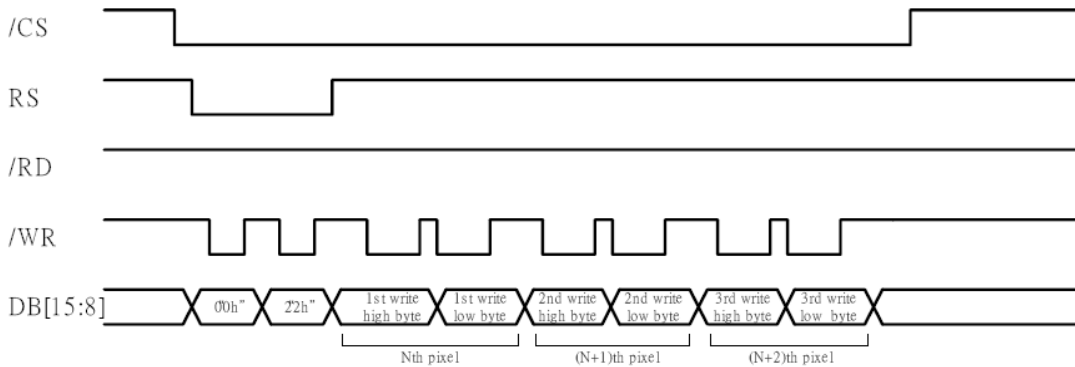 /CS
RS
/RD
/WR
DB[15:8]
"00h"
"22h"
1st write
high byte
1st write
low byte
2nd write
high byte
2nd write
low byte
3rd write
high byte
3rd write
low byte
Nth pixel
(N+1)th pixel
(N+2)th pixel